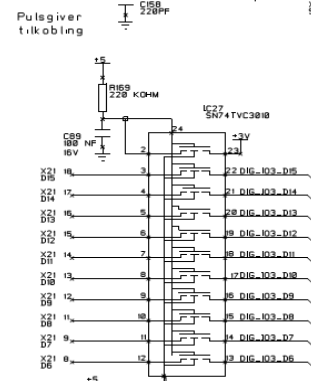 C158
220PF
Pulsgiver
tilkobling
+5
R169
220 KOHM
IC27
SN74TVC3010
C89
100 NF
16V
24
+3V
2 23
X21 18 3 22 DIG_IO3_D15
D15
X21 17 4 21 DIG_IO3_D14
D14
X21 16 5 20 DIG_IO3_D13
D13
X21 15 6 19 DIG_IO3_D12
D12
X21 14 7 18 DIG_IO3_D11
D11
X21 13 8 17 DIG_IO3_D10
D10
X21 12 9 16 DIG_IO3_D9
D9
X21 11 10 15 DIG_IO3_D8
D8
X21 9 11 14 DIG_IO3_D7
D7
X21 8 12 13 DIG_IO3_D6
D6
+5